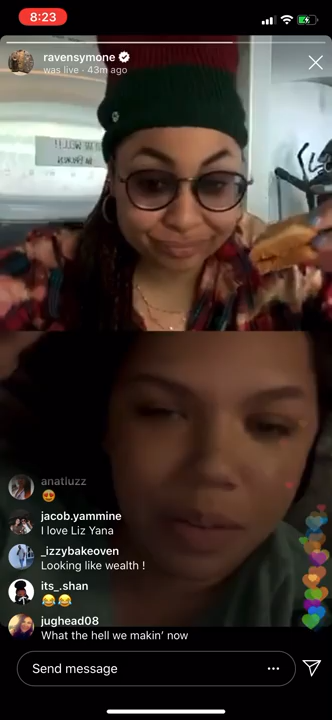 8:23
ravensymone
was live · 43m ago
anatluzz
😍
jacob.yammine
I love Liz Yana
_izzybakeoven
Looking like wealth !
its_.shan
😂😂
jughead08
What the hell we makin’ now
Send message